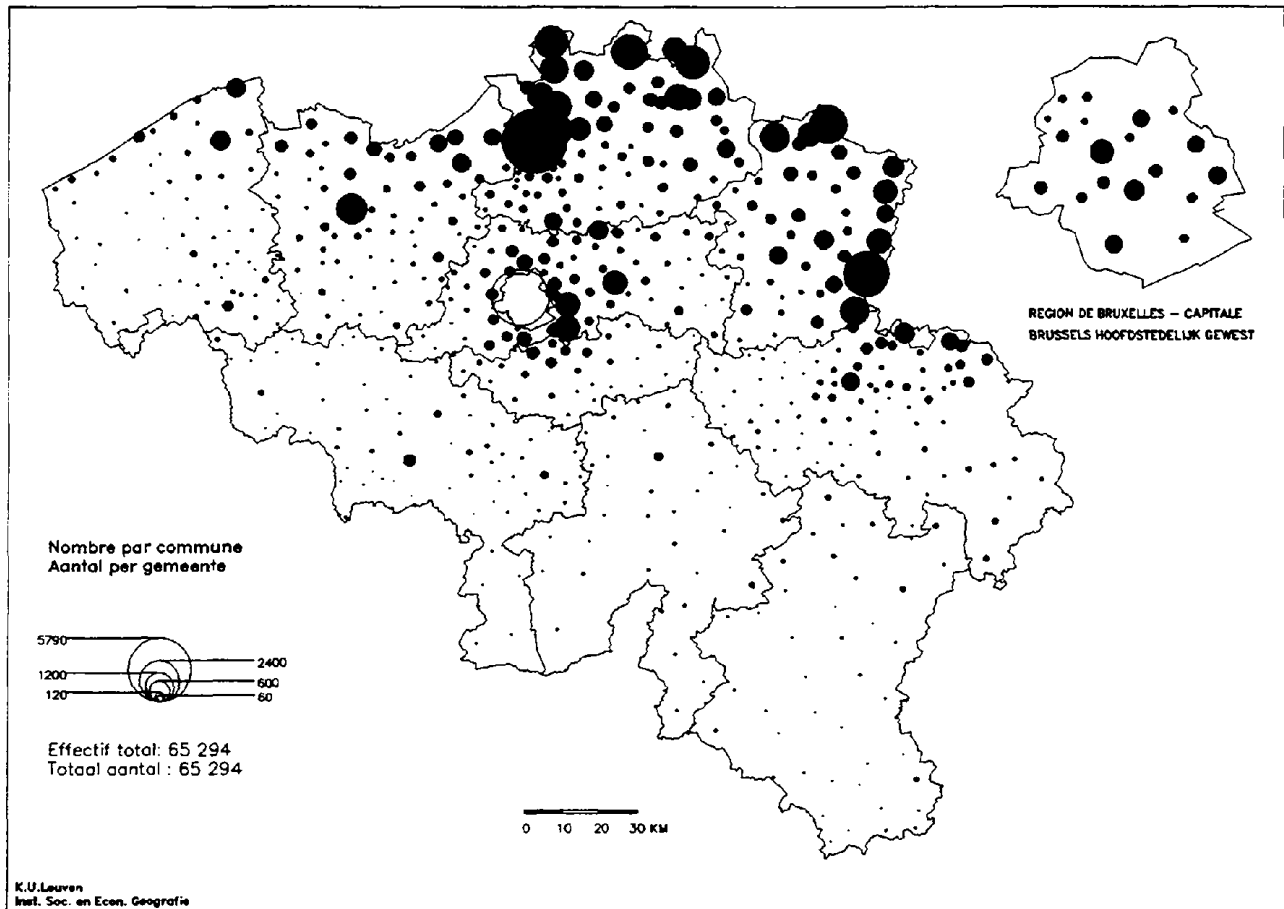 REGION DE BRUXELLES – CAPITALE
BRUSSELS HOOFDSTEDELIJK GEWEST
Nombre par commune
Aantal per gemeente
5790
2400
1200
600
120
60
Effectif total: 65 294
Totaal aantal : 65 294
0 10 20 30 KM
K.U.Leuven
Inst. Soc. en Econ. Geografie